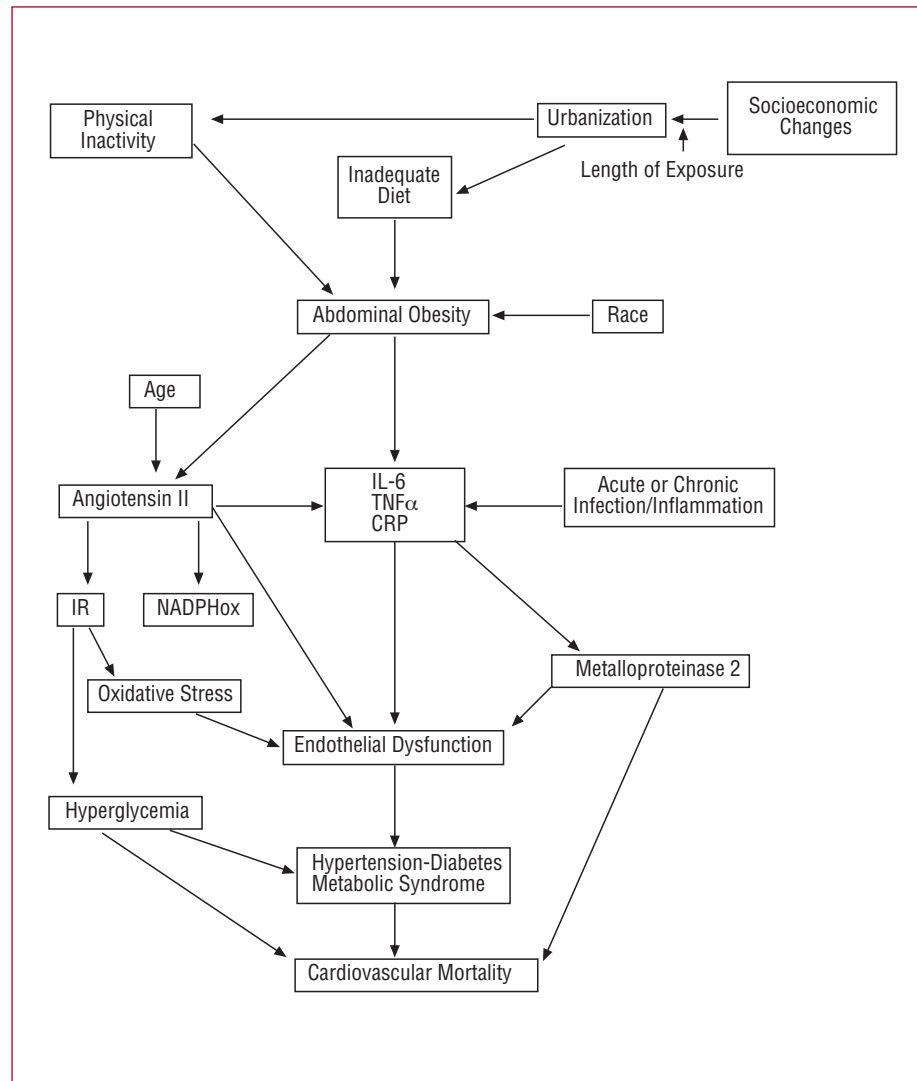 Physical
Inactivity
Urbanization
Socioeconomic
Changes
Length of Exposure
Inadequate
Diet
Abdominal Obesity
Race
Age
Angiotensin II
IL-6
TNFα
CRP
Acute or Chronic
Infection/Inflammation
IR
NADPHox
Metalloproteinase 2
Oxidative Stress
Endothelial Dysfunction
Hyperglycemia
Hypertension-Diabetes
Metabolic Syndrome
Cardiovascular Mortality